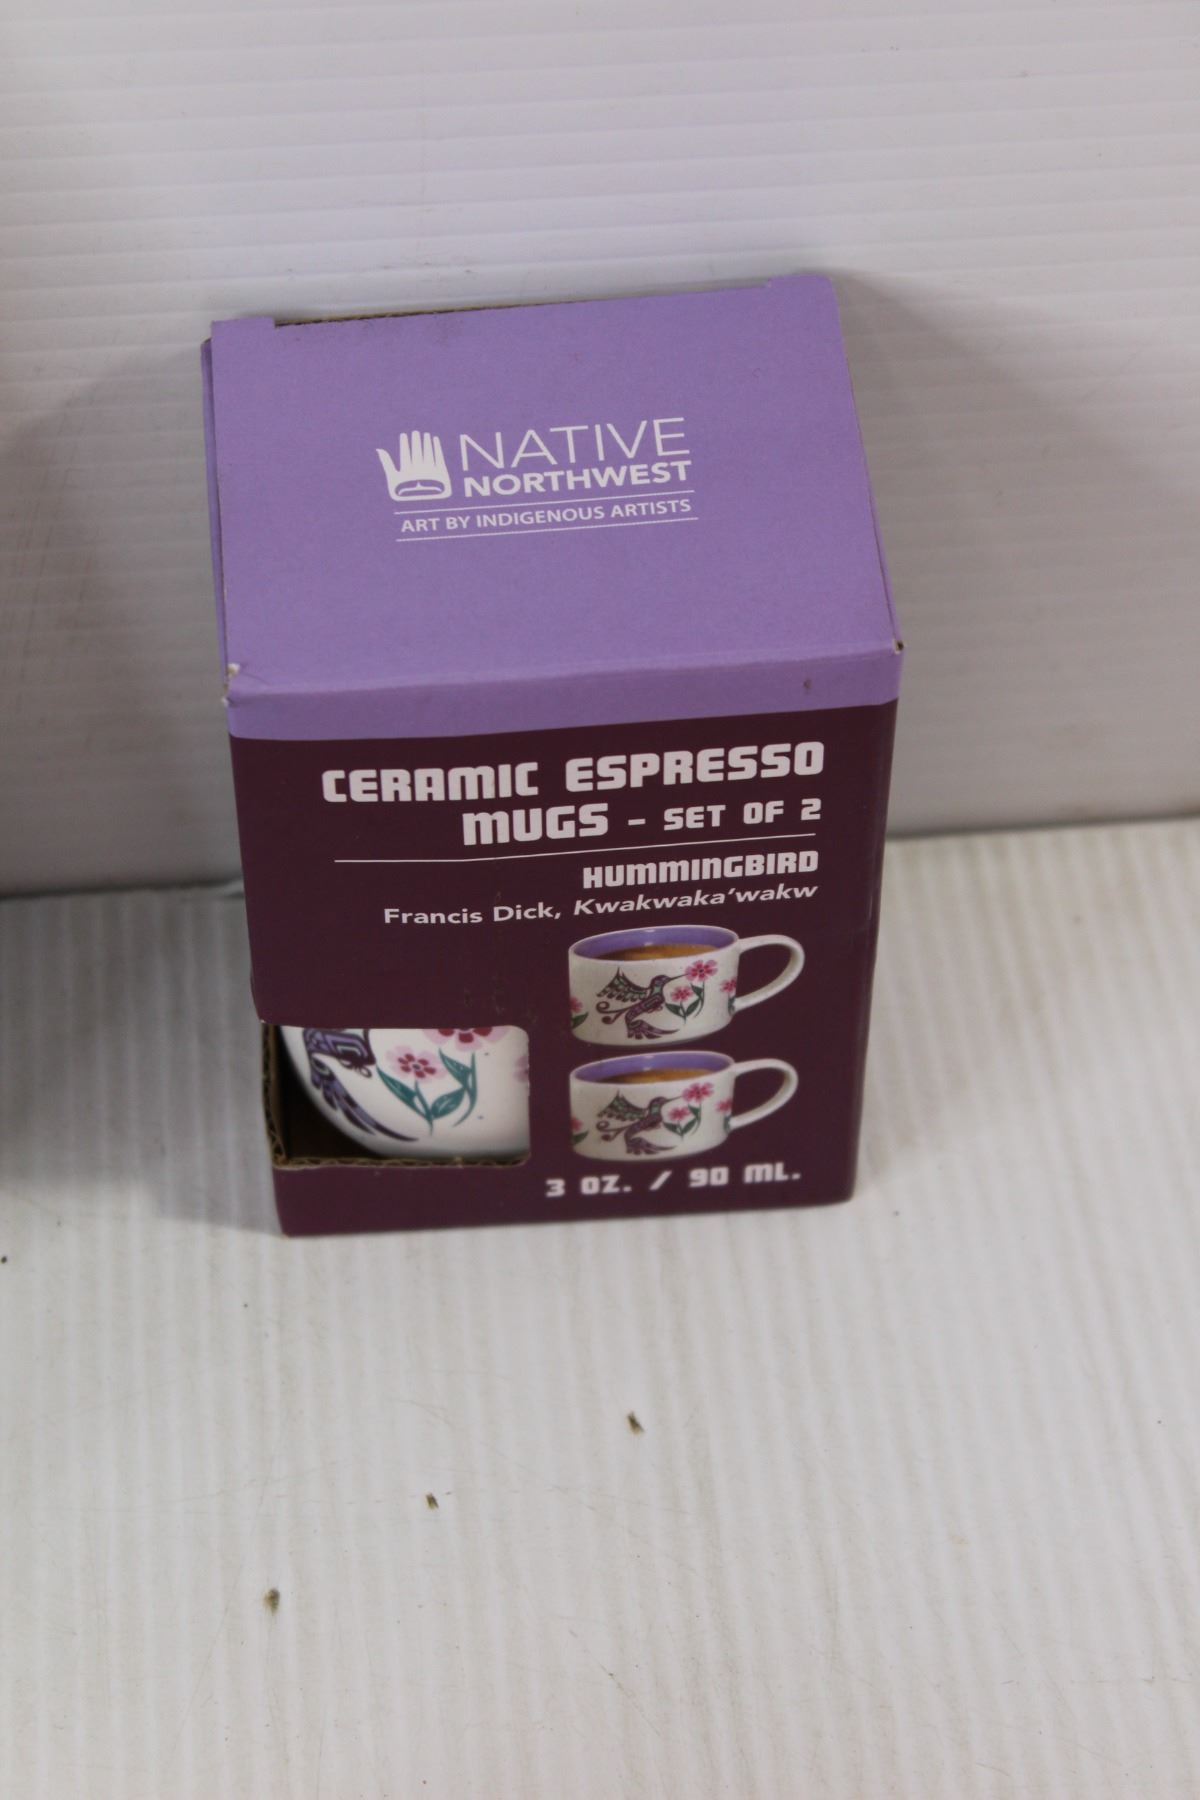 NATIVE
NORTHWEST
ART BY INDIGENOUS ARTISTS
CERAMIC ESPRESSO
MUGS - SET OF 2
HUMMINGBIRD
Francis Dick, Kwakwaka'wakw
3 OZ. / 90 ML.